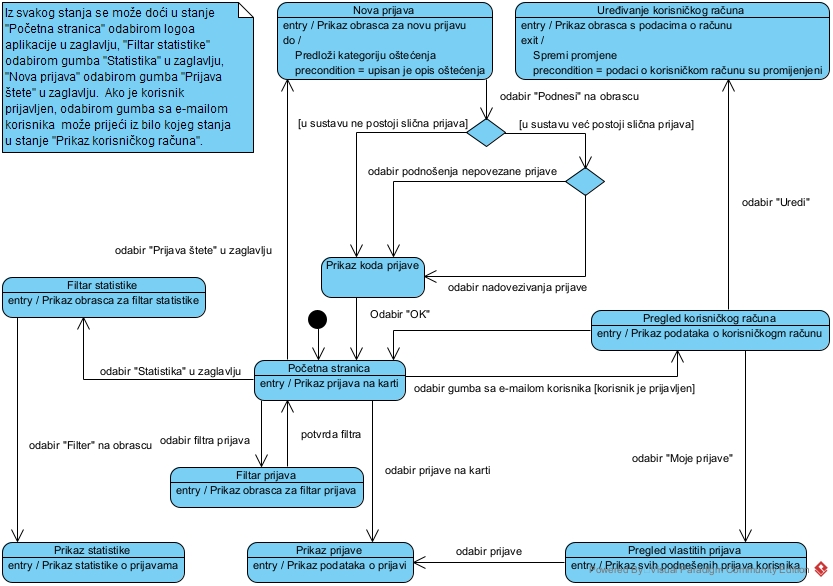 Iz svakog stanja se može doći u stanje
"Početna stranica" odabirom logoa
aplikacije u zaglavlju, "Filtar statistike"
odabirom gumba "Statistika" u zaglavlju,
"Nova prijava" odabirom gumba "Prijava
štete" u zaglavlju. Ako je korisnik
prijavljen, odabirom gumba sa e-mailom
korisnika može prijeći iz bilo kojeg stanja
u stanje "Prikaz korisničkog računa".
Nova prijava
entry / Prikaz obrasca za novu prijavu
do /
Predloži kategoriju oštećenja
precondition = upisan je opis oštećenja
Uređivanje korisničkog računa
entry / Prikaz obrasca s podacima o računu
exit /
Spremi promjene
precondition = podaci o korisničkom računu su promijenjeni
odabir "Podnesi" na obrascu
[u sustavu ne postoji slična prijava]
[u sustavu već postoji slična prijava]
odabir podnošenja nepovezane prijave
odabir "Uredi"
odabir "Prijava štete" u zaglavlju
Prikaz koda prijave
odabir nadovezivanja prijave
Filtar statistike
entry / Prikaz obrasca za filtar statistike
Odabir "OK"
Pregled korisničkog računa
entry / Prikaz podataka o korisničkogm računu
Početna stranica
entry / Prikaz prijava na karti
odabir "Statistika" u zaglavlju
odabir gumba sa e-mailom korisnika [korisnik je prijavljen]
odabir "Filter" na obrascu
odabir filtra prijava
potvrda filtra
odabir prijave na karti
odabir "Moje prijave"
Filtar prijava
entry / Prikaz obrasca za filtar prijava
Prikaz statistike
entry / Prikaz statistike o prijavama
Prikaz prijave
entry / Prikaz podataka o prijavi
odabir prijave
Pregled vlastitih prijava
entry / Prikaz svih podnešenih prijava korisnika
Powered By Visual Paradigm Community Edition